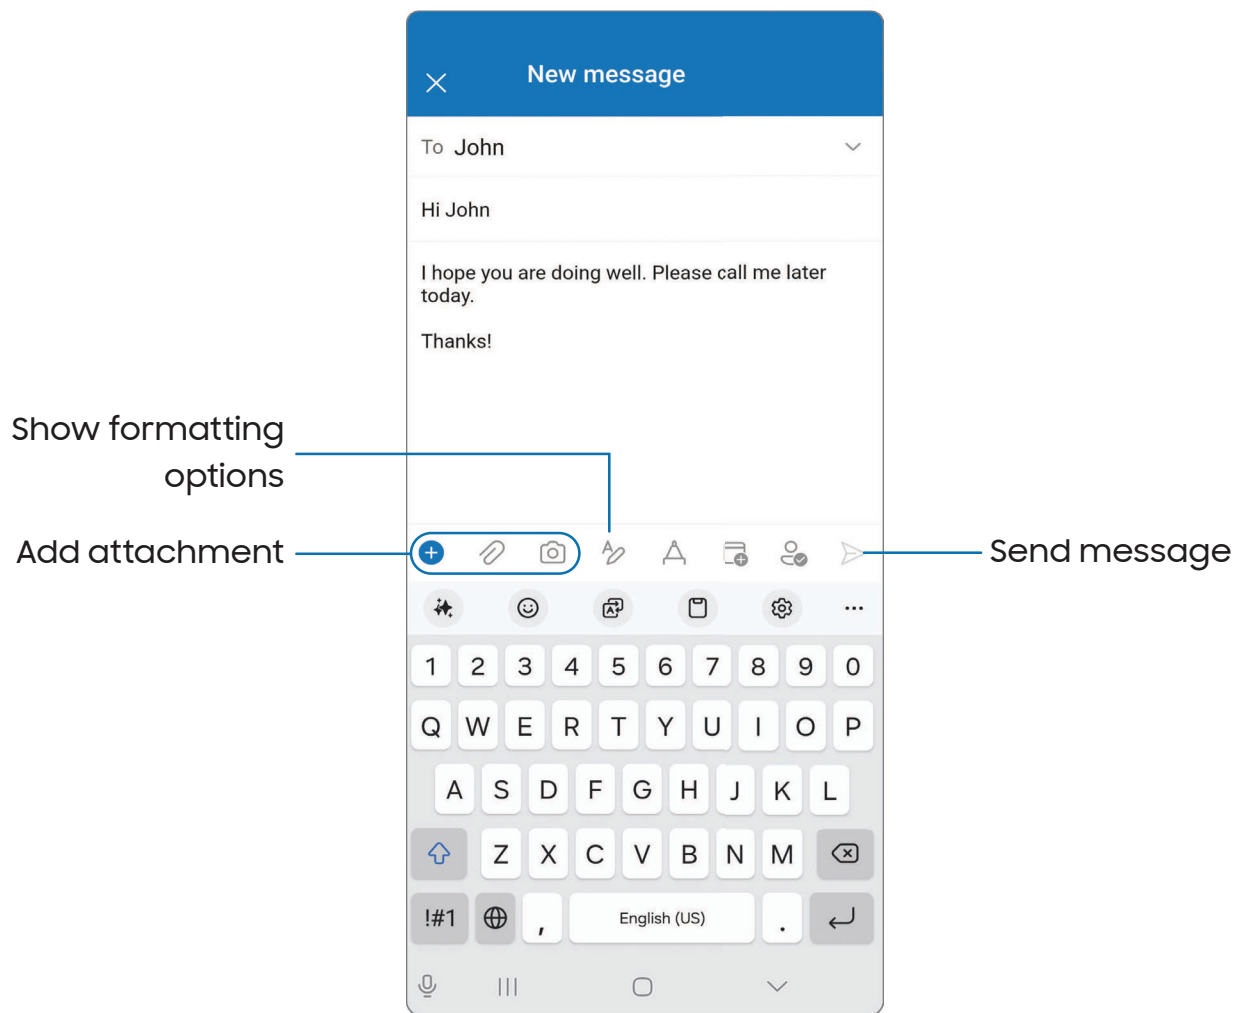 New message
To John
Hi John
I hope you are doing well. Please call me later
today.
Thanks!
Show formatting
options
Add attachment
Send message
1 2 3 4 5 6 7 8 9 0
Q W E R T Y U I O P
A S D F G H J K L
Z X C V B N M
!#1 , English (US) .